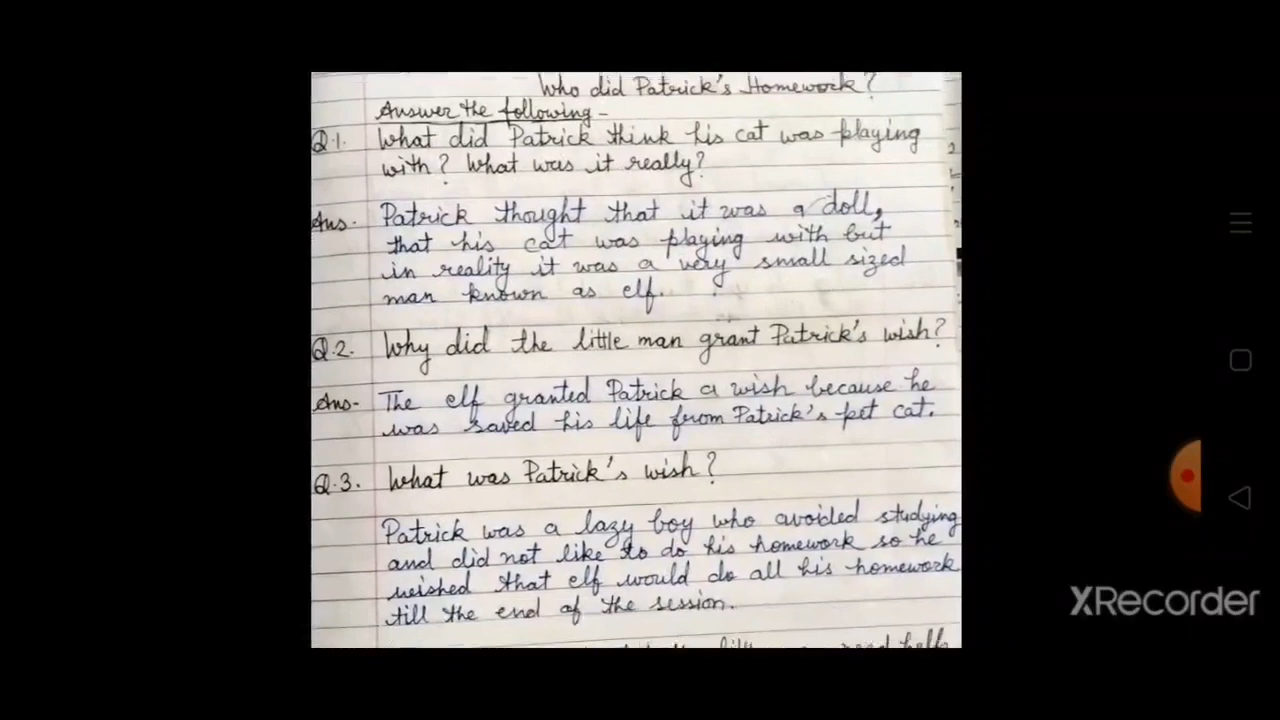 Who did Patrick's Homework?
Answer the following -
Q.1. What did Patrick think his cat was playing
with? What was it really?
Ans. Patrick thought that it was a doll,
that his cat was playing with but
in reality it was a very small sized
man known as elf.
Q.2. Why did the little man grant Patrick's wish?
Ans- The elf granted Patrick a wish because he
was saved his life from Patrick's pet cat.
Q.3. What was Patrick's wish?
Patrick was a lazy boy who avoided studying
and did not like to do his homework so he
wished that elf would do all his homework
till the end of the session.
XRecorder